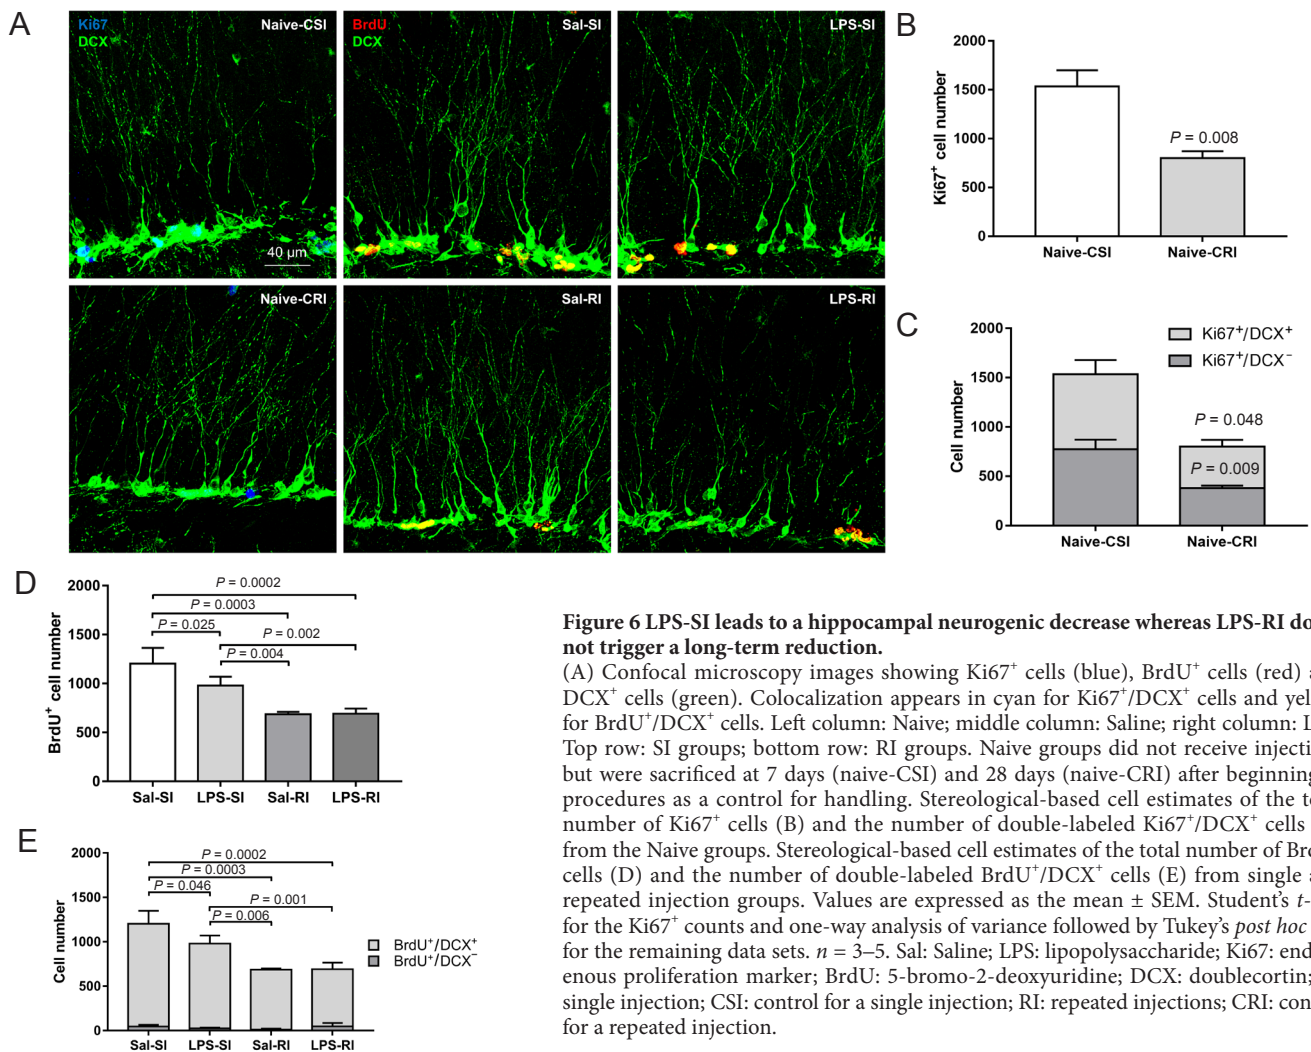 A
Ki67
DCX
Naive-CSI
40 µm
BrdU
DCX
Sal-SI
LPS-SI
Naive-CRI
Sal-RI
LPS-RI
B
Ki67⁺ cell number
2000
1500
1000
500
0
P = 0.008
Naive-CSI
Naive-CRI
C
Cell number
2000
1500
1000
500
0
Ki67⁺/DCX⁺
Ki67⁺/DCX⁻
P = 0.048
P = 0.009
Naive-CSI
Naive-CRI
D
BrdU⁺ cell number
2000
1500
1000
500
0
P = 0.0002
P = 0.0003
P = 0.025
P = 0.002
P = 0.004
Sal-SI
LPS-SI
Sal-RI
LPS-RI
E
Cell number
2000
1500
1000
500
0
P = 0.0002
P = 0.0003
P = 0.046
P = 0.001
P = 0.006
BrdU⁺/DCX⁺
BrdU⁺/DCX⁻
Sal-SI
LPS-SI
Sal-RI
LPS-RI
Figure 6 LPS-SI leads to a hippocampal neurogenic decrease whereas LPS-RI do
not trigger a long-term reduction.
(A) Confocal microscopy images showing Ki67⁺ cells (blue), BrdU⁺ cells (red) a
DCX⁺ cells (green). Colocalization appears in cyan for Ki67⁺/DCX⁺ cells and yel
for BrdU⁺/DCX⁺ cells. Left column: Naive; middle column: Saline; right column: L
Top row: SI groups; bottom row: RI groups. Naive groups did not receive injecti
but were sacrificed at 7 days (naive-CSI) and 28 days (naive-CRI) after beginning
procedures as a control for handling. Stereological-based cell estimates of the to
number of Ki67⁺ cells (B) and the number of double-labeled Ki67⁺/DCX⁺ cells
from the Naive groups. Stereological-based cell estimates of the total number of Br
cells (D) and the number of double-labeled BrdU⁺/DCX⁺ cells (E) from single a
repeated injection groups. Values are expressed as the mean ± SEM. Student's t-
for the Ki67⁺ counts and one-way analysis of variance followed by Tukey's post hoc
for the remaining data sets. n = 3–5. Sal: Saline; LPS: lipopolysaccharide; Ki67: end
enous proliferation marker; BrdU: 5-bromo-2-deoxyuridine; DCX: doublecortin;
single injection; CSI: control for a single injection; RI: repeated injections; CRI: con
for a repeated injection.